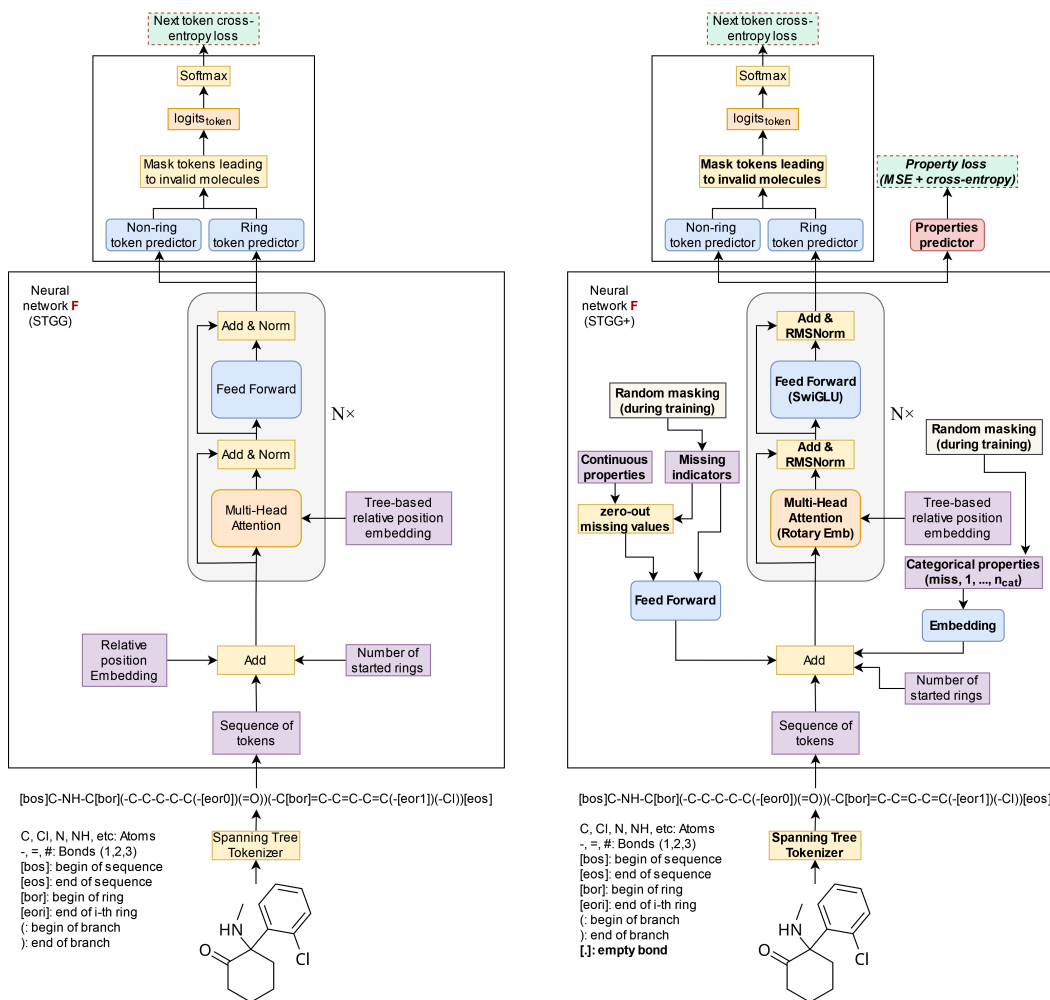 Next token cross-
entropy loss
Softmax
logits_token
Mask tokens leading
to invalid molecules
Non-ring
token predictor
Ring
token predictor
Neural
network F
(STGG)
Add & Norm
Feed Forward
N×
Add & Norm
Multi-Head
Attention
Tree-based
relative position
embedding
Relative
position
Embedding
Add
Number of
started rings
Sequence of
tokens
[bos]C-NH-C[bor](-C-C-C-C-C(-[eor0])(=O))(-C[bor]=C-C=C-C=C(-[eor1])(-Cl))[eos]
C, Cl, N, NH, etc: Atoms
-, =, #: Bonds (1,2,3)
[bos]: begin of sequence
[eos]: end of sequence
[bor]: begin of ring
[eori]: end of i-th ring
(: begin of branch
): end of branch
Spanning Tree
Tokenizer
HN
O
Cl
Next token cross-
entropy loss
Softmax
logits_token
Mask tokens leading
to invalid molecules
Property loss
(MSE + cross-entropy)
Non-ring
token predictor
Ring
token predictor
Properties
predictor
Neural
network F
(STGG+)
Add &
RMSNorm
Feed Forward
(SwiGLU)
N×
Random masking
(during training)
Random masking
(during training)
Continuous
properties
Missing
indicators
Add &
RMSNorm
zero-out
missing values
Multi-Head
Attention
(Rotary Emb)
Tree-based
relative position
embedding
Categorical properties
(miss, 1, ..., n_cat)
Feed Forward
Embedding
Add
Number of
started rings
Sequence of
tokens
[bos]C-NH-C[bor](-C-C-C-C-C(-[eor0])(=O))(-C[bor]=C-C=C-C=C(-[eor1])(-Cl))[eos]
C, Cl, N, NH, etc: Atoms
-, =, #: Bonds (1,2,3)
[bos]: begin of sequence
[eos]: end of sequence
[bor]: begin of ring
[eori]: end of i-th ring
(: begin of branch
): end of branch
[.]: empty bond
Spanning Tree
Tokenizer
HN
O
Cl